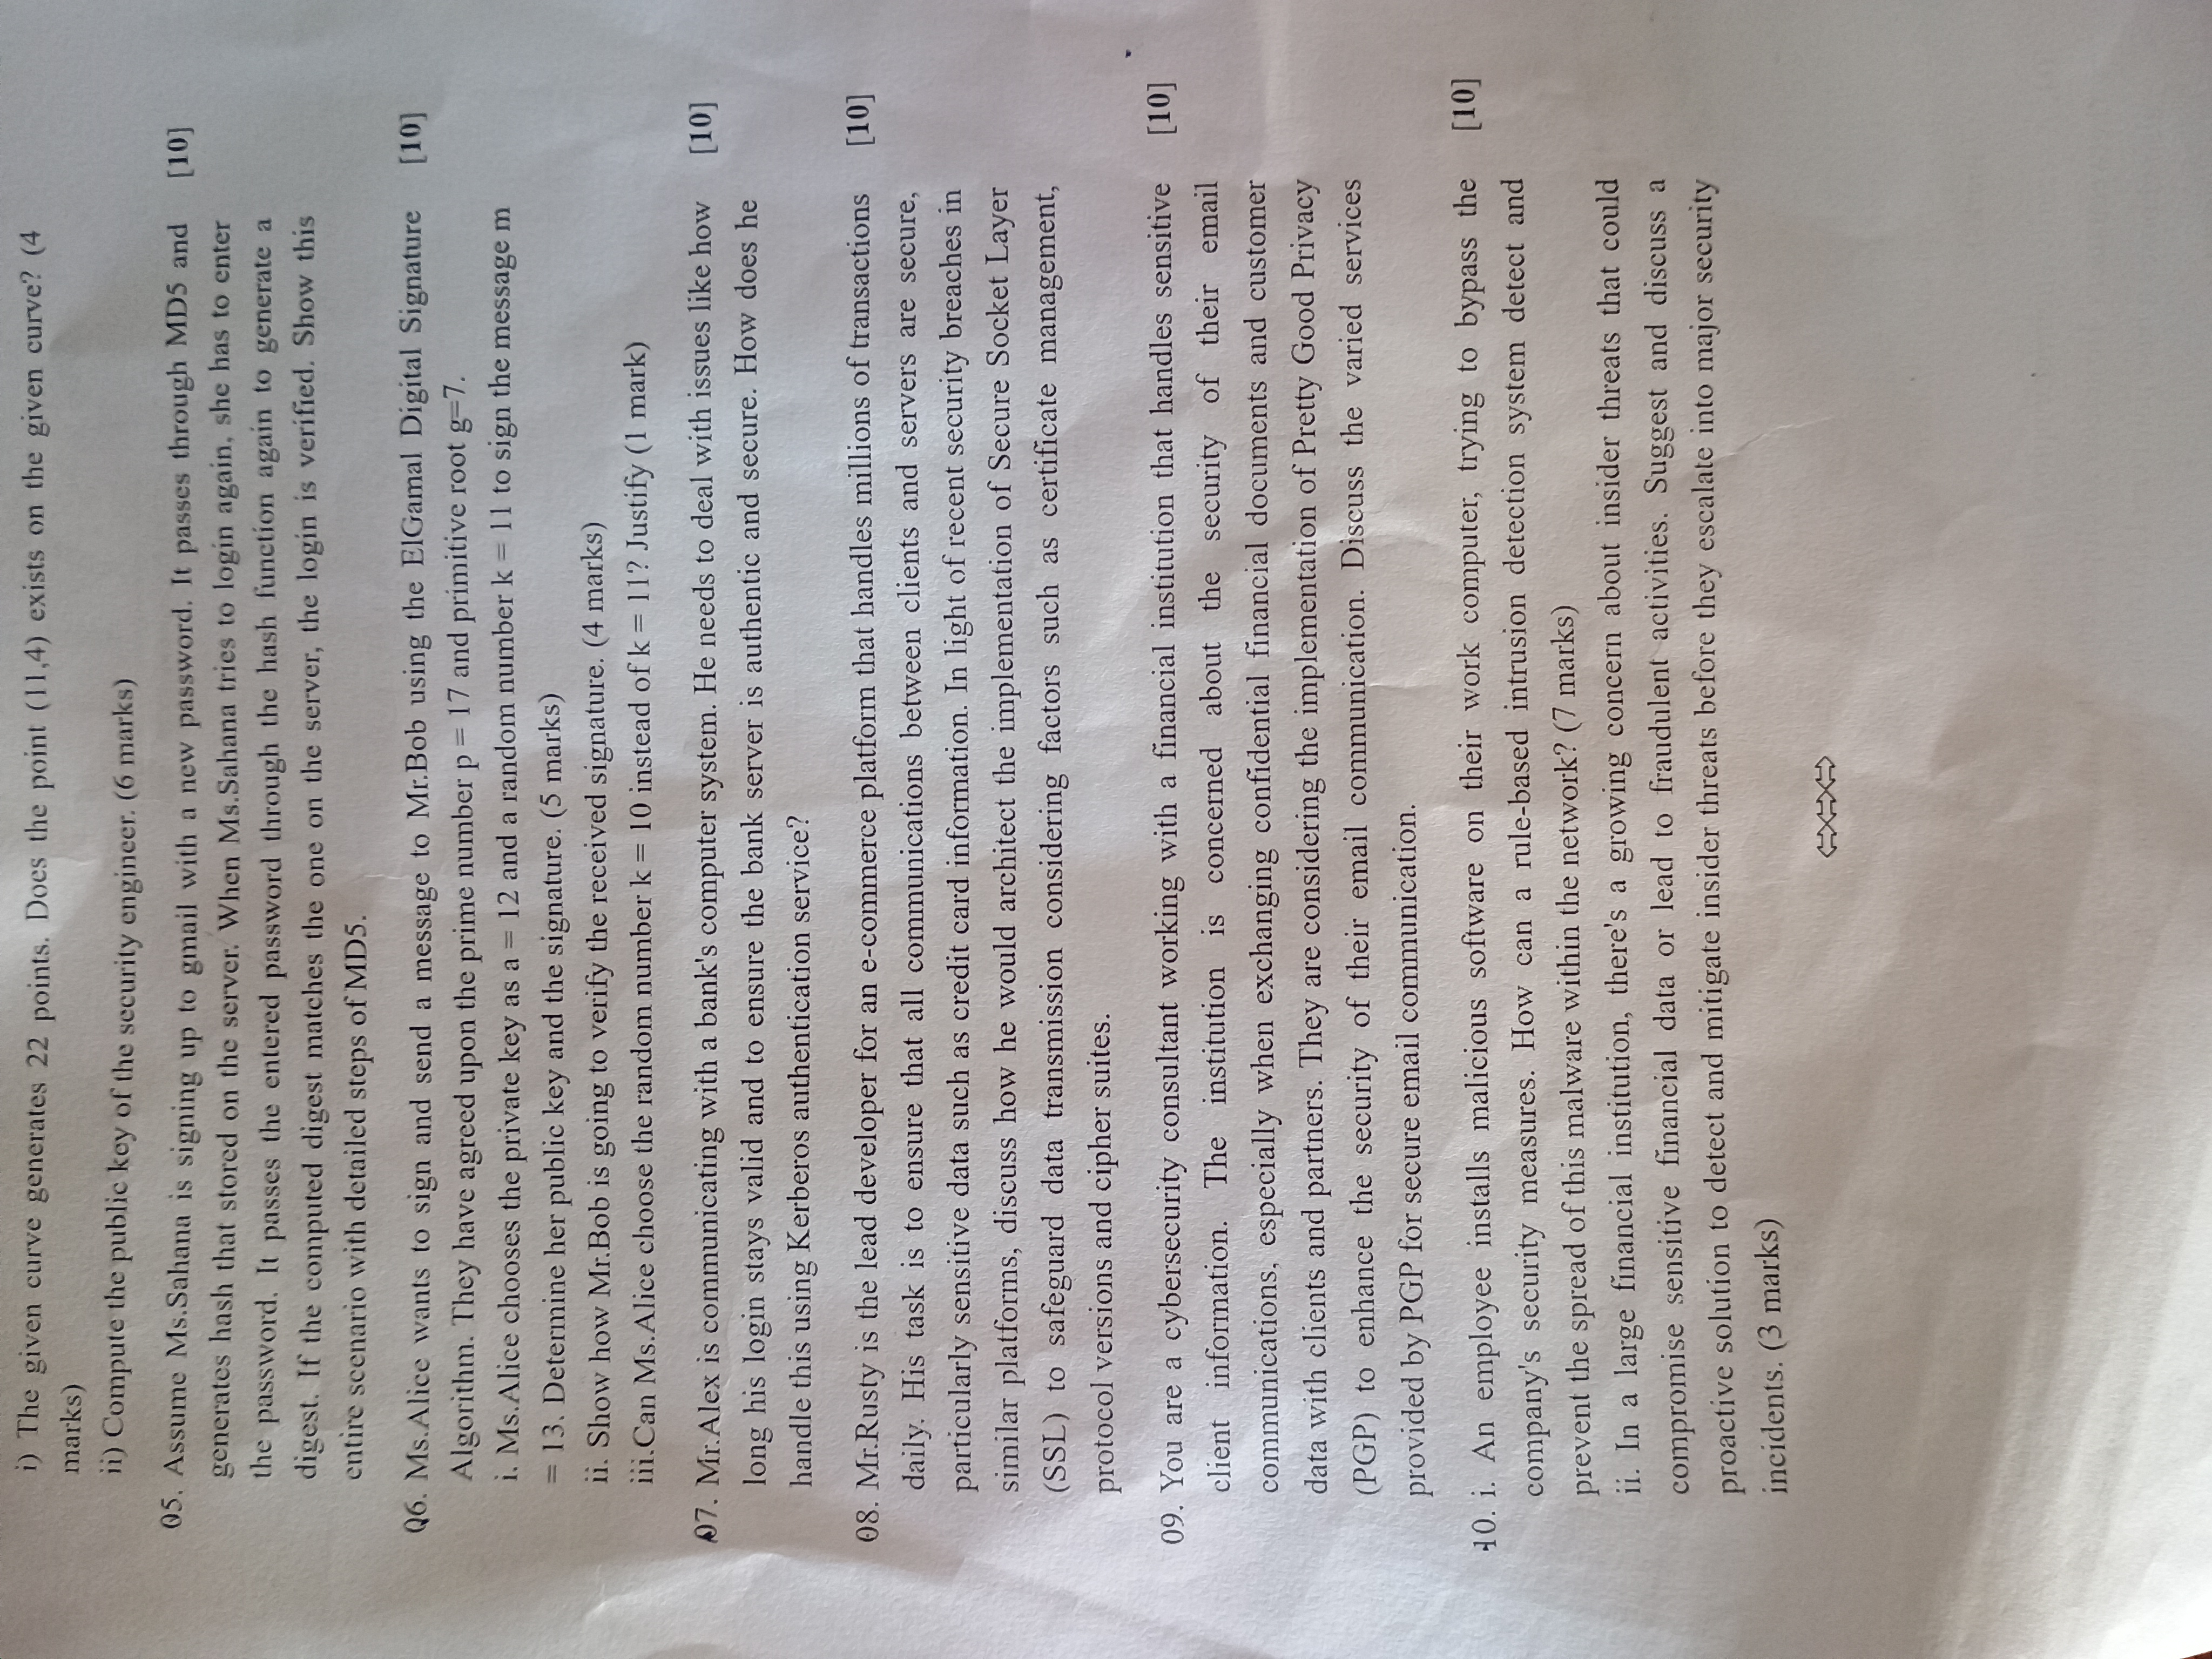 i) The given curve generates 22 points. Does the point (11,4) exists on the given curve? (4
marks)
ii) Compute the public key of the security engineer. (6 marks)
05. Assume Ms.Sahana is signing up to gmail with a new password. It passes through MD5 and [10]
generates hash that stored on the server. When Ms.Sahana tries to login again, she has to enter
the password. It passes the entered password through the hash function again to generate a
digest. If the computed digest matches the one on the server, the login is verified. Show this
entire scenario with detailed steps of MD5.
06. Ms.Alice wants to sign and send a message to Mr.Bob using the ElGamal Digital Signature [10]
Algorithm. They have agreed upon the prime number p = 17 and primitive root g=7.
i. Ms.Alice chooses the private key as a = 12 and a random number k = 11 to sign the message m
= 13. Determine her public key and the signature. (5 marks)
ii. Show how Mr.Bob is going to verify the received signature. (4 marks)
iii.Can Ms.Alice choose the random number k = 10 instead of k = 11? Justify (1 mark)
07. Mr.Alex is communicating with a bank's computer system. He needs to deal with issues like how [10]
long his login stays valid and to ensure the bank server is authentic and secure. How does he
handle this using Kerberos authentication service?
08. Mr.Rusty is the lead developer for an e-commerce platform that handles millions of transactions [10]
daily. His task is to ensure that all communications between clients and servers are secure,
particularly sensitive data such as credit card information. In light of recent security breaches in
similar platforms, discuss how he would architect the implementation of Secure Socket Layer
(SSL) to safeguard data transmission considering factors such as certificate management,
protocol versions and cipher suites.
09. You are a cybersecurity consultant working with a financial institution that handles sensitive [10]
client information. The institution is concerned about the security of their email
communications, especially when exchanging confidential financial documents and customer
data with clients and partners. They are considering the implementation of Pretty Good Privacy
(PGP) to enhance the security of their email communication. Discuss the varied services
provided by PGP for secure email communication.
10. i. An employee installs malicious software on their work computer, trying to bypass the [10]
company's security measures. How can a rule-based intrusion detection system detect and
prevent the spread of this malware within the network? (7 marks)
ii. In a large financial institution, there's a growing concern about insider threats that could
compromise sensitive financial data or lead to fraudulent activities. Suggest and discuss a
proactive solution to detect and mitigate insider threats before they escalate into major security
incidents. (3 marks)